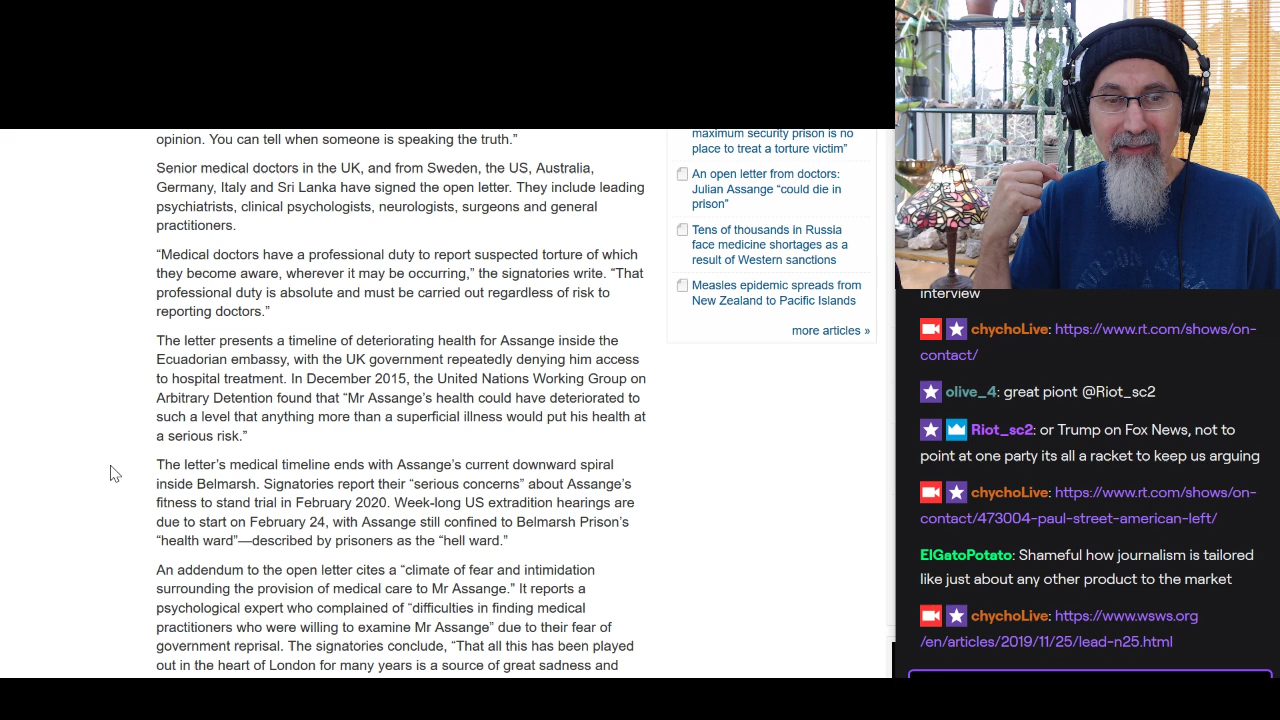 opinion. You can tell when someone is speaking the truth.”
Senior medical doctors in the UK, and from Sweden, the US, Australia,
Germany, Italy and Sri Lanka have signed the open letter. They include leading
psychiatrists, clinical psychologists, neurologists, surgeons and general
practitioners.
“Medical doctors have a professional duty to report suspected torture of which
they become aware, wherever it may be occurring,” the signatories write. “That
professional duty is absolute and must be carried out regardless of risk to
reporting doctors.”
The letter presents a timeline of deteriorating health for Assange inside the
Ecuadorian embassy, with the UK government repeatedly denying him access
to hospital treatment. In December 2015, the United Nations Working Group on
Arbitrary Detention found that “Mr Assange’s health could have deteriorated to
such a level that anything more than a superficial illness would put his health at
a serious risk.”
The letter’s medical timeline ends with Assange’s current downward spiral
inside Belmarsh. Signatories report their “serious concerns” about Assange’s
fitness to stand trial in February 2020. Week-long US extradition hearings are
due to start on February 24, with Assange still confined to Belmarsh Prison’s
“health ward”—described by prisoners as the “hell ward.”
An addendum to the open letter cites a “climate of fear and intimidation
surrounding the provision of medical care to Mr Assange.” It reports a
psychological expert who complained of “difficulties in finding medical
practitioners who were willing to examine Mr Assange” due to their fear of
government reprisal. The signatories conclude, “That all this has been played
out in the heart of London for many years is a source of great sadness and
maximum security prison is no
place to treat a torture victim”
An open letter from doctors:
Julian Assange “could die in
prison”
Tens of thousands in Russia
face medicine shortages as a
result of Western sanctions
Measles epidemic spreads from
New Zealand to Pacific Islands
more articles »
interview
chychoLive: https://www.rt.com/shows/on-
contact/
olive_4: great piont @Riot_sc2
Riot_sc2: or Trump on Fox News, not to
point at one party its all a racket to keep us arguing
chychoLive: https://www.rt.com/shows/on-
contact/473004-paul-street-american-left/
ElGatoPotato: Shameful how journalism is tailored
like just about any other product to the market
chychoLive: https://www.wsws.org
/en/articles/2019/11/25/lead-n25.html